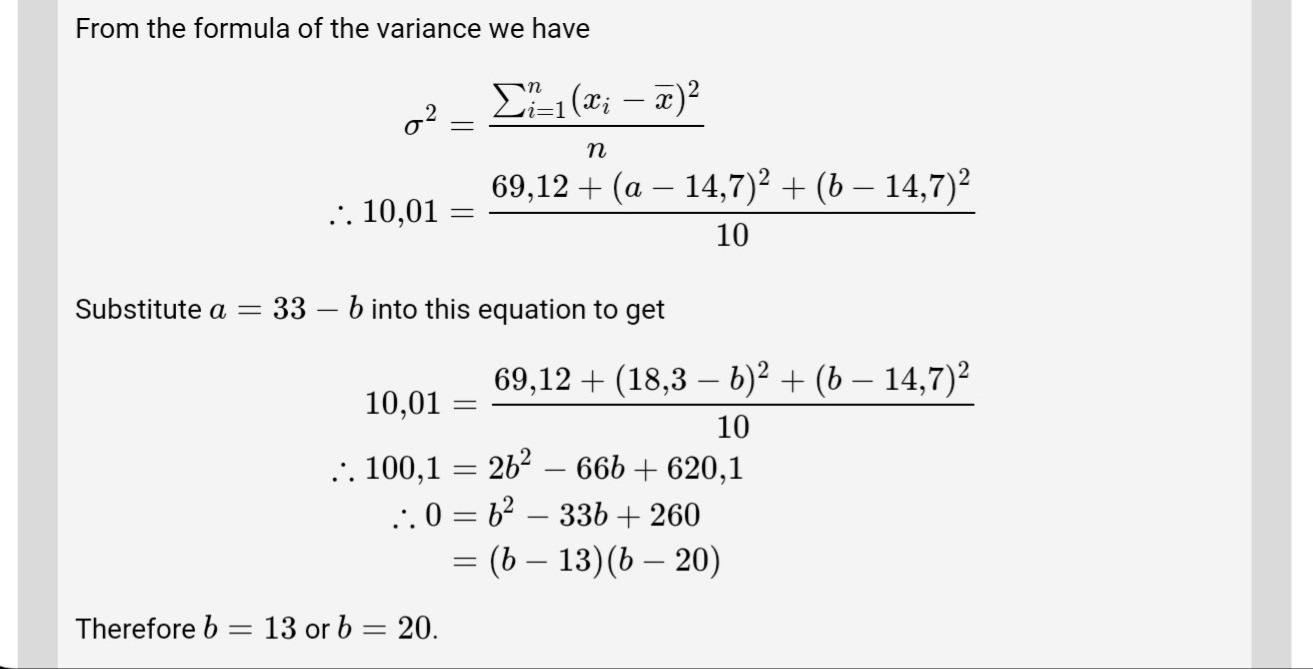 From the formula of the variance we have
σ² = ∑ⁿᵢ₌₁(xᵢ − x̅)² / n
∴ 10,01 = 69,12 + (a − 14,7)² + (b − 14,7)² / 10
Substitute a = 33 − b into this equation to get
10,01 = 69,12 + (18,3 − b)² + (b − 14,7)² / 10
∴ 100,1 = 2b² − 66b + 620,1
∴ 0 = b² − 33b + 260
= (b − 13)(b − 20)
Therefore b = 13 or b = 20.